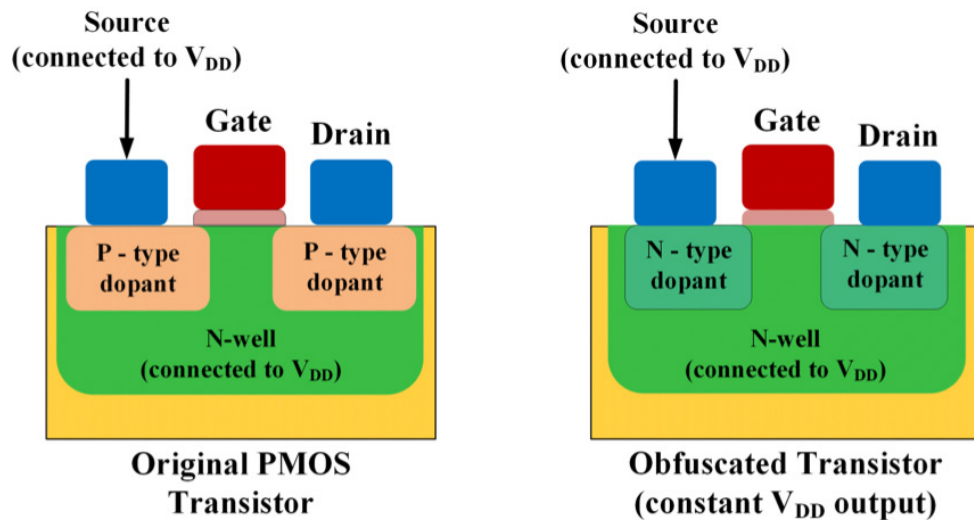 Source
(connected to VDD)
Gate
Drain
P - type
dopant
P - type
dopant
N-well
(connected to VDD)
Original PMOS
Transistor
Source
(connected to VDD)
Gate
Drain
N - type
dopant
N - type
dopant
N-well
(connected to VDD)
Obfuscated Transistor
(constant VDD output)